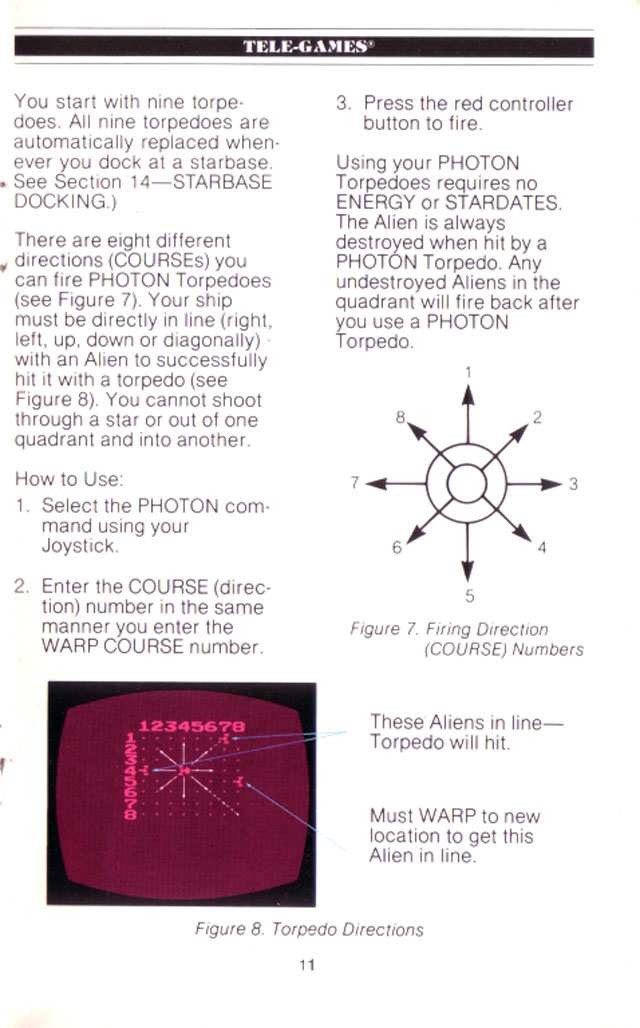 TELE-GAMES®
You start with nine torpe-
does. All nine torpedoes are
automatically replaced when-
ever you dock at a starbase.
See Section 14—STARBASE
DOCKING.)
There are eight different
directions (COURSEs) you
can fire PHOTON Torpedoes
(see Figure 7). Your ship
must be directly in line (right,
left, up, down or diagonally)
with an Alien to successfully
hit it with a torpedo (see
Figure 8). You cannot shoot
through a star or out of one
quadrant and into another.
How to Use:
1. Select the PHOTON com-
mand using your
Joystick.
2. Enter the COURSE (direc-
tion) number in the same
manner you enter the
WARP COURSE number.
3. Press the red controller
button to fire.
Using your PHOTON
Torpedoes requires no
ENERGY or STARDATES.
The Alien is always
destroyed when hit by a
PHOTON Torpedo. Any
undestroyed Aliens in the
quadrant will fire back after
you use a PHOTON
Torpedo.
1
8 2
7 3
6 4
5
Figure 7. Firing Direction
(COURSE) Numbers
12345678
1
2
3
4
5
6
7
8
These Aliens in line—
Torpedo will hit.
Must WARP to new
location to get this
Alien in line.
Figure 8. Torpedo Directions
11